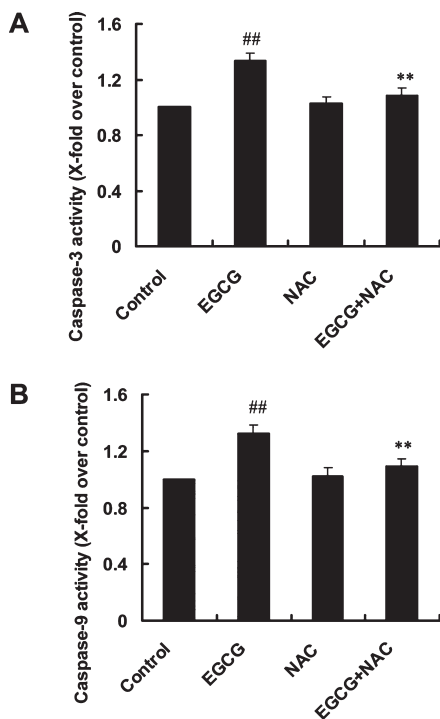 A
Caspase-3 activity (X-fold over control)
1.6
1.2
0.8
0.4
0
##
**
Control
EGCG
NAC
EGCG+NAC
B
Caspase-9 activity (X-fold over control)
1.6
1.2
0.8
0.4
0
##
**
Control
EGCG
NAC
EGCG+NAC